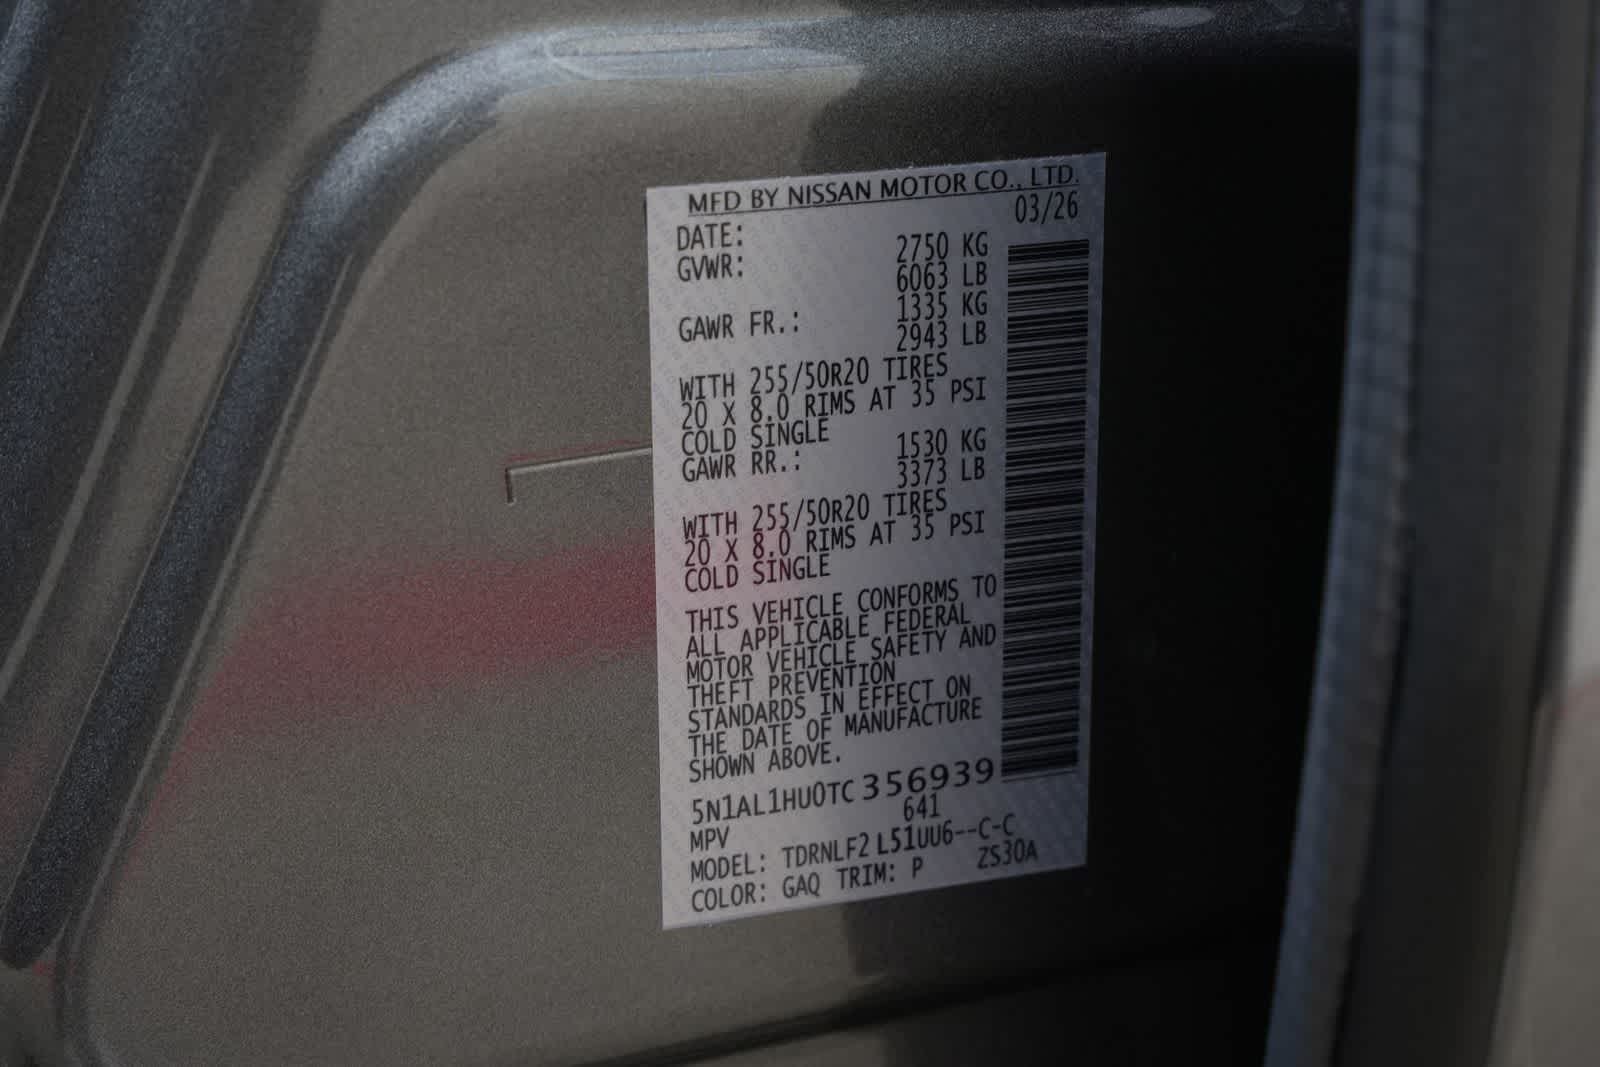 MFD BY NISSAN MOTOR CO., LTD.
DATE: 03/26
GVWR: 2750 KG
6063 LB
GAWR FR.: 1335 KG
2943 LB
WITH 255/50R20 TIRES
20 X 8.0 RIMS AT 35 PSI
COLD SINGLE
GAWR RR.: 1530 KG
3373 LB
WITH 255/50R20 TIRES
20 X 8.0 RIMS AT 35 PSI
COLD SINGLE
THIS VEHICLE CONFORMS TO
ALL APPLICABLE FEDERAL
MOTOR VEHICLE SAFETY AND
THEFT PREVENTION
STANDARDS IN EFFECT ON
THE DATE OF MANUFACTURE
SHOWN ABOVE.
5N1AL1HU0TC356939
MPV 641
MODEL: TDRNLF2 L51UU6--C-C
COLOR: GAQ TRIM: P ZS30A